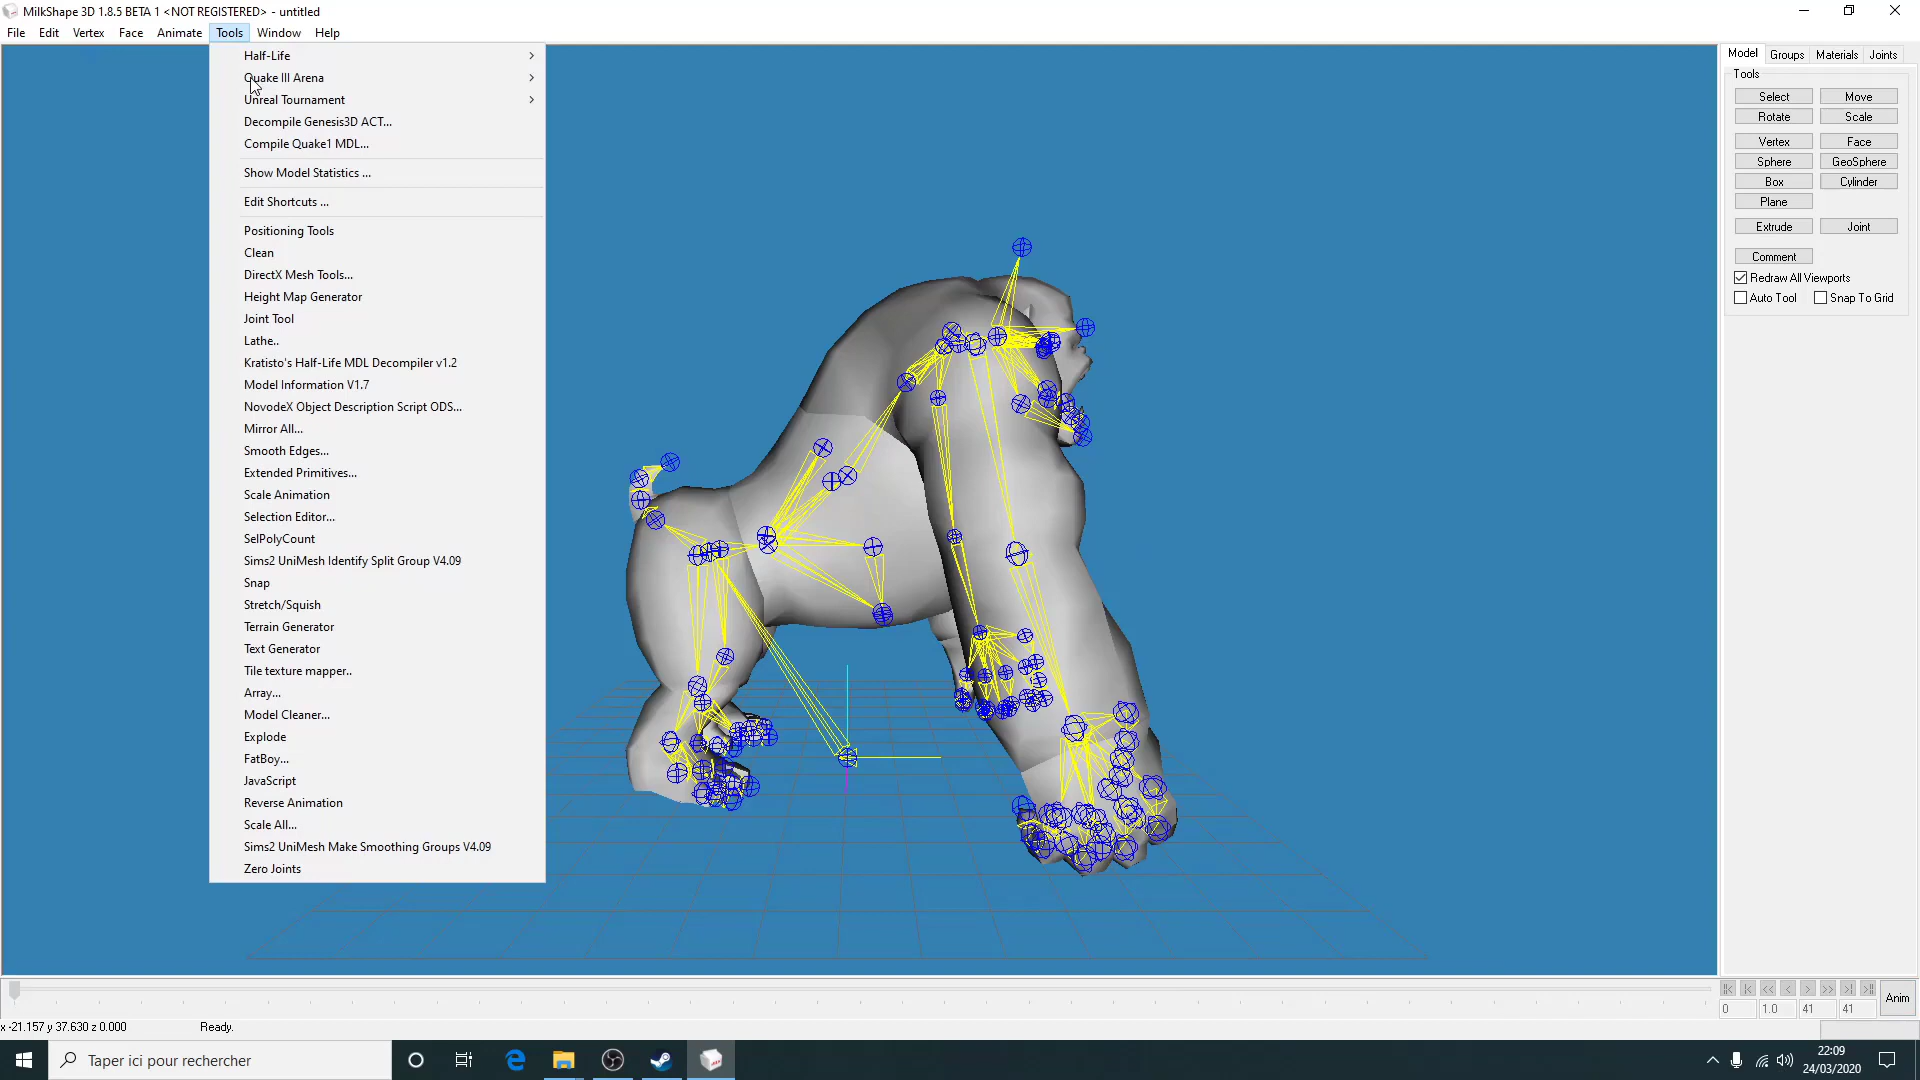 MilkShape 3D 1.8.5 BETA 1 <NOT REGISTERED> - untitled
File Edit Vertex Face Animate Tools Window Help
Half-Life
Quake III Arena
Unreal Tournament
Decompile Genesis3D ACT...
Compile Quake1 MDL...
Show Model Statistics ...
Edit Shortcuts ...
Positioning Tools
Clean
DirectX Mesh Tools...
Height Map Generator
Joint Tool
Lathe..
Kratisto's Half-Life MDL Decompiler v1.2
Model Information V1.7
NovodeX Object Description Script ODS...
Mirror All...
Smooth Edges...
Extended Primitives...
Scale Animation
Selection Editor...
SelPolyCount
Sims2 UniMesh Identify Split Group V4.09
Snap
Stretch/Squish
Terrain Generator
Text Generator
Tile texture mapper..
Array...
Model Cleaner...
Explode
FatBoy...
JavaScript
Reverse Animation
Scale All...
Sims2 UniMesh Make Smoothing Groups V4.09
Zero Joints
Model Groups Materials Joints
Tools
Select Move
Rotate Scale
Vertex Face
Sphere GeoSphere
Box Cylinder
Plane
Extrude Joint
Comment
Redraw All Viewports
Auto Tool Snap To Grid
Anim
0 1.0 41 41
x -21.157 y 37.630 z 0.000 Ready.
Taper ici pour rechercher
22:09
24/03/2020